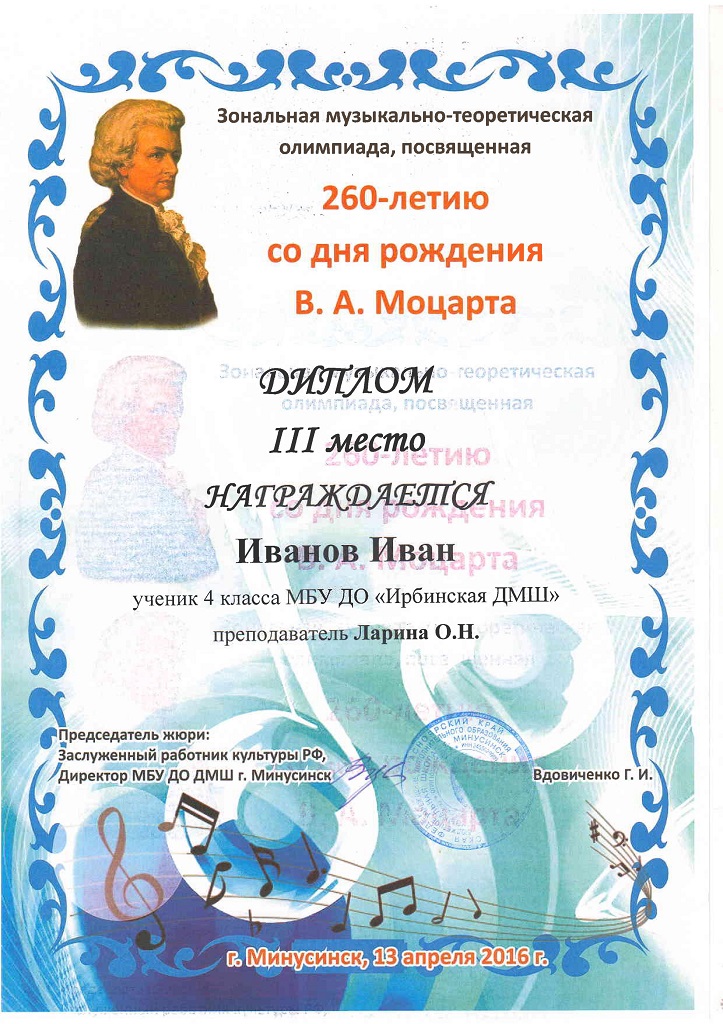 Зональная музыкально-теоретическая
олимпиада, посвященная
260-летию
со дня рождения
В. А. Моцарта
ДИПЛОМ
III место
НАГРАЖДАЕТСЯ
Иванов Иван
ученик 4 класса МБУ ДО «Ирбинская ДМШ»
преподаватель Ларина О.Н.
Председатель жюри:
Заслуженный работник культуры РФ,
Директор МБУ ДО ДМШ г. Минусинск
Вдовиченко Г. И.
г. Минусинск, 13 апреля 2016 г.